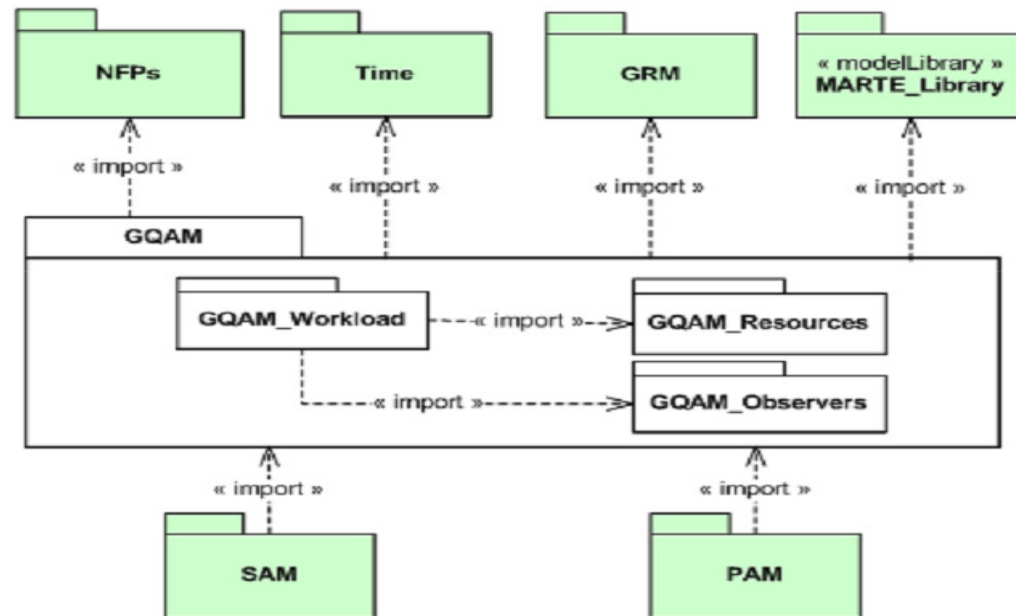 NFPs
Time
GRM
« modelLibrary »
MARTE_Library
« import »
« import »
« import »
« import »
GQAM
GQAM_Workload
« import »
GQAM_Resources
« import »
GQAM_Observers
« import »
« import »
SAM
PAM